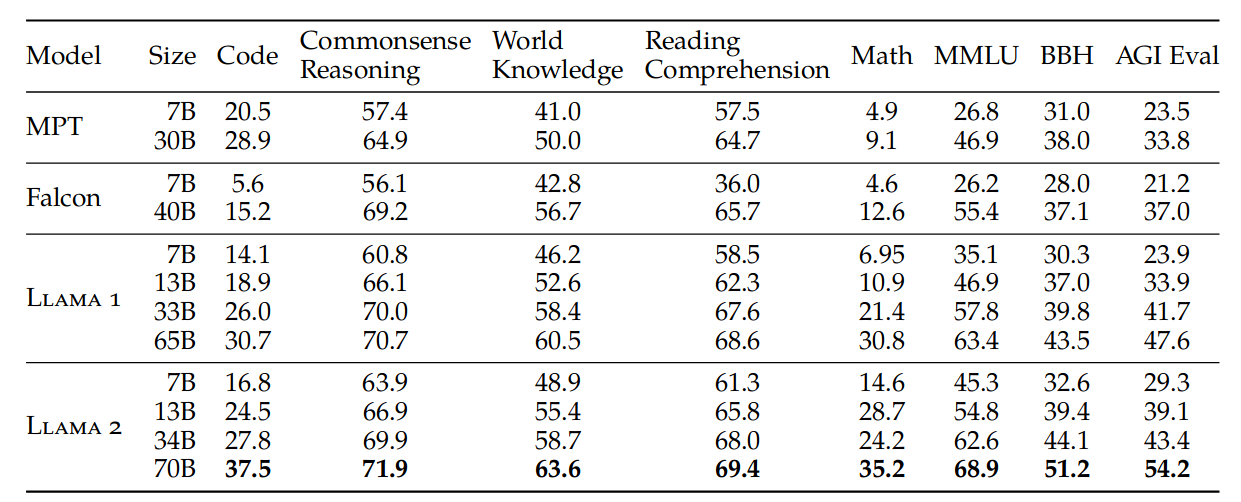 Model Size Code Commonsense Reasoning World Knowledge Reading Comprehension Math MMLU BBH AGI Eval
MPT 7B 20.5 57.4 41.0 57.5 4.9 26.8 31.0 23.5
30B 28.9 64.9 50.0 64.7 9.1 46.9 38.0 33.8
Falcon 7B 5.6 56.1 42.8 36.0 4.6 26.2 28.0 21.2
40B 15.2 69.2 56.7 65.7 12.6 55.4 37.1 37.0
LLAMA 1 7B 14.1 60.8 46.2 58.5 6.95 35.1 30.3 23.9
13B 18.9 66.1 52.6 62.3 10.9 46.9 37.0 33.9
33B 26.0 70.0 58.4 67.6 21.4 57.8 39.8 41.7
65B 30.7 70.7 60.5 68.6 30.8 63.4 43.5 47.6
LLAMA 2 7B 16.8 63.9 48.9 61.3 14.6 45.3 32.6 29.3
13B 24.5 66.9 55.4 65.8 28.7 54.8 39.4 39.1
34B 27.8 69.9 58.7 68.0 24.2 62.6 44.1 43.4
70B 37.5 71.9 63.6 69.4 35.2 68.9 51.2 54.2